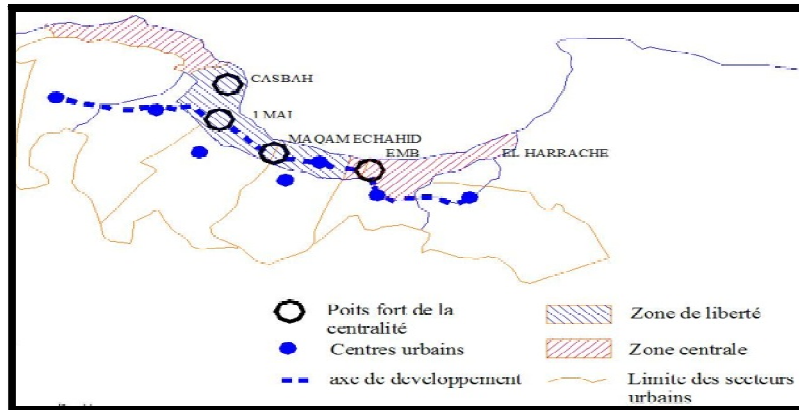 CASBAH
1 MAI
MAQAM ECHAHID
EMB
EL HARRACHE
Poits fort de la
centralité
Zone de liberté
Centres urbains
Zone centrale
axe de developpement
Limite des secteurs
urbains